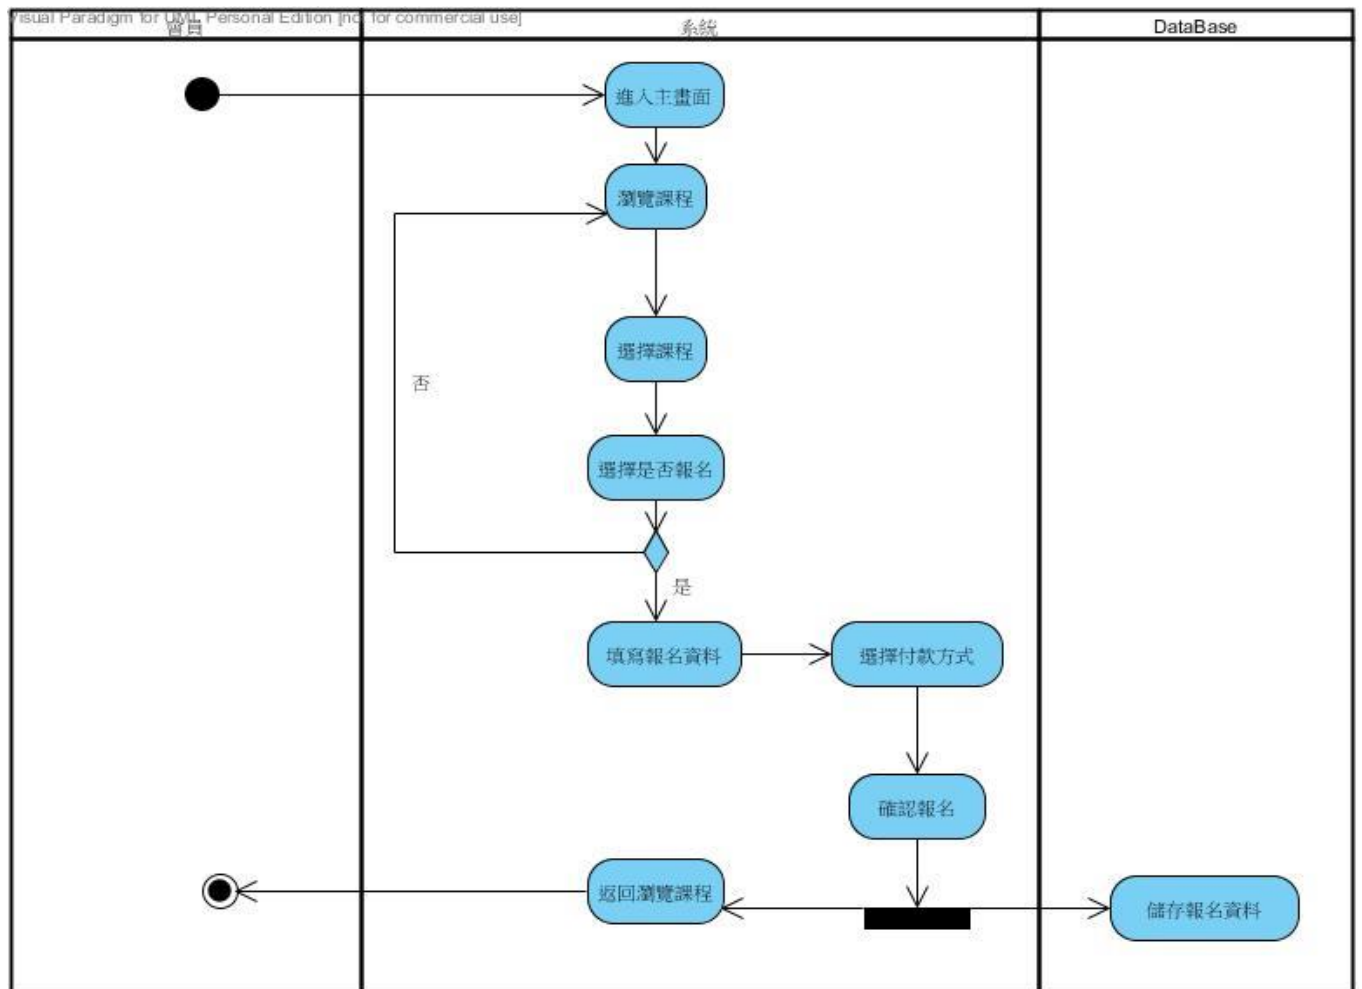 Visual Paradigm for UML Personal Edition [not for commercial use]
會員
系統
DataBase
進入主畫面
瀏覽課程
選擇課程
否
選擇是否報名
是
填寫報名資料
選擇付款方式
確認報名
返回瀏覽課程
儲存報名資料